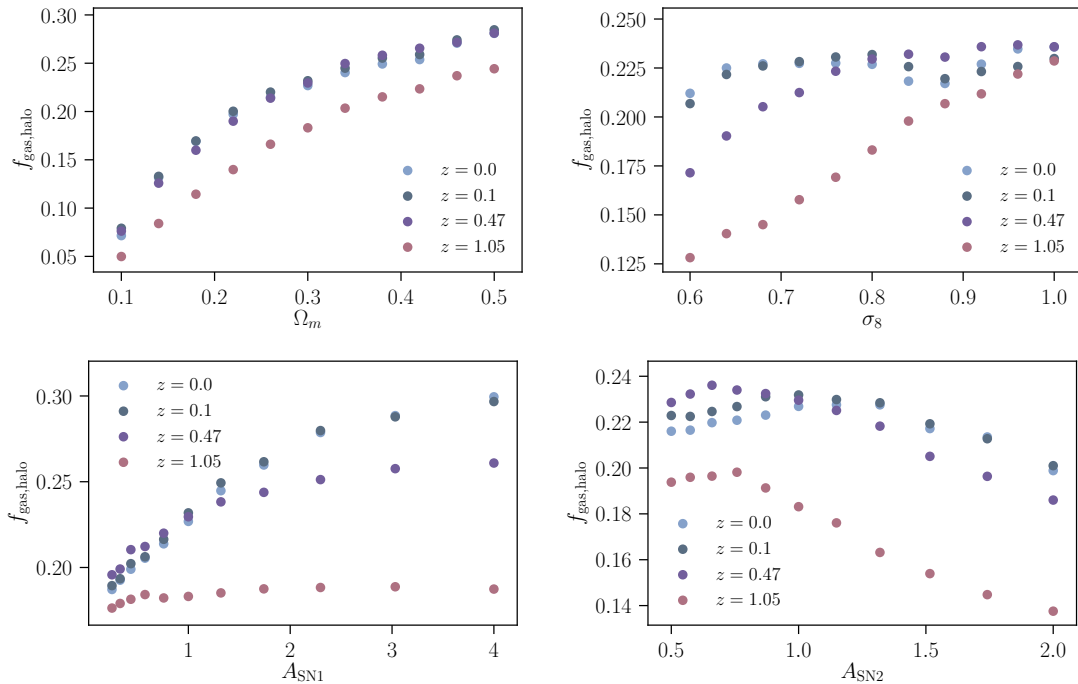 0.30
0.25
0.20
0.15
0.10
0.05
f_gas,halo
z = 0.0
z = 0.1
z = 0.47
z = 1.05
0.1 0.2 0.3 0.4 0.5
Ω_m
0.250
0.225
0.200
0.175
0.150
0.125
f_gas,halo
z = 0.0
z = 0.1
z = 0.47
z = 1.05
0.6 0.7 0.8 0.9 1.0
σ_8
0.30
0.25
0.20
f_gas,halo
z = 0.0
z = 0.1
z = 0.47
z = 1.05
1 2 3 4
A_SN1
0.24
0.22
0.20
0.18
0.16
0.14
f_gas,halo
z = 0.0
z = 0.1
z = 0.47
z = 1.05
0.5 1.0 1.5 2.0
A_SN2